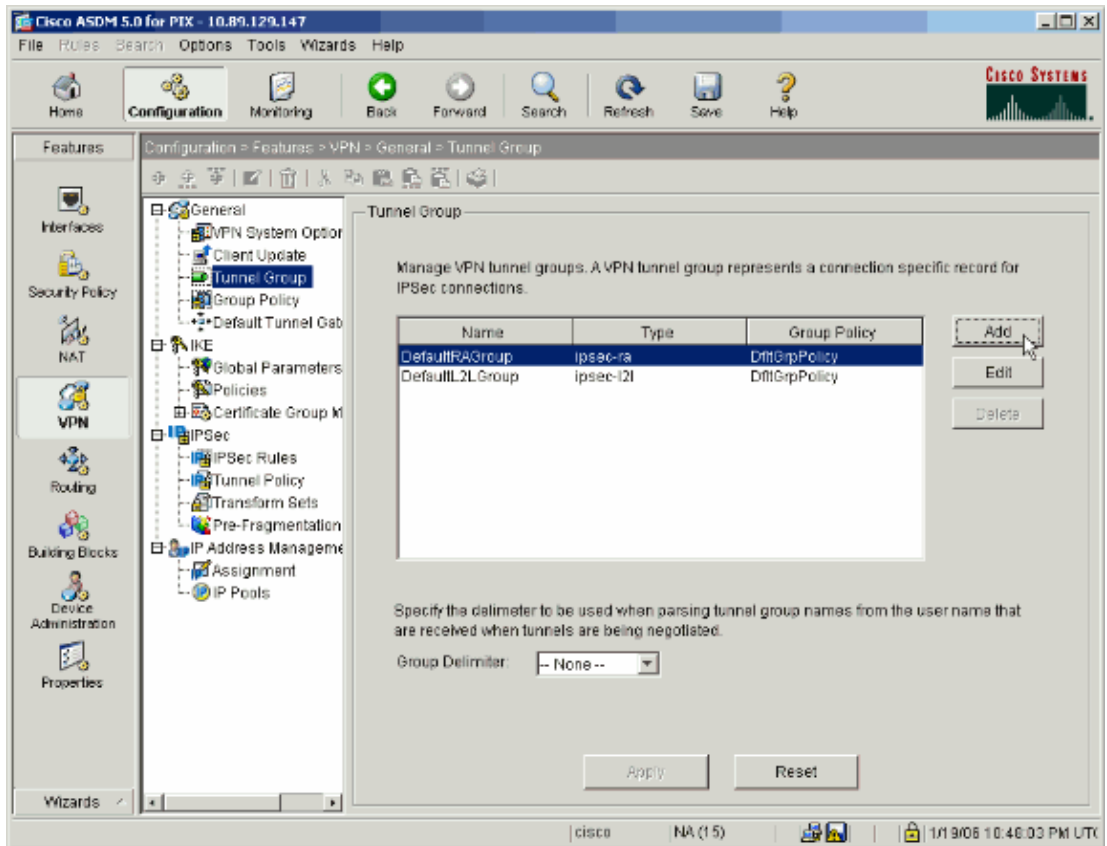 Cisco ASDM 5.0 for PIX - 10.89.129.147
File Rules Search Options Tools Wizards Help
Home Configuration Monitoring Back Forward Search Refresh Save Help
CISCO SYSTEMS
Features
Configuration > Features > VPN > General > Tunnel Group
Interfaces
Security Policy
NAT
VPN
Routing
Building Blocks
Device
Administration
Properties
Wizards
General
VPN System Option
Client Update
Tunnel Group
Group Policy
Default Tunnel Gat
IKE
Global Parameters
Policies
Certificate Group M
IPSec
IPSec Rules
Tunnel Policy
Transform Sets
Pre-Fragmentation
IP Address Manageme
Assignment
IP Pools
Tunnel Group
Manage VPN tunnel groups. A VPN tunnel group represents a connection specific record for
IPSec connections.
Name Type Group Policy
DefaultRAGroup ipsec-ra DfltGrpPolicy
DefaultL2LGroup ipsec-l2l DfltGrpPolicy
Add
Edit
Delete
Specify the delimeter to be used when parsing tunnel group names from the user name that
are received when tunnels are being negotiated.
Group Delimiter: -- None --
Apply Reset
cisco NA (15) 1/19/06 10:48:03 PM UTC